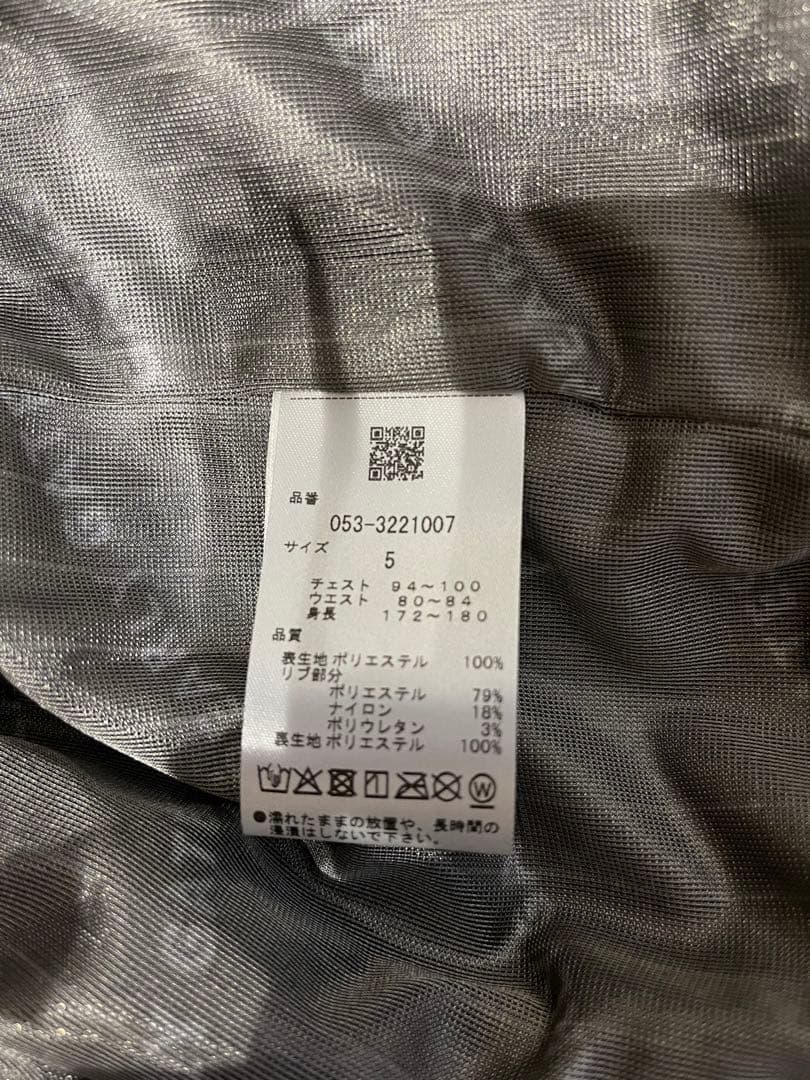 品番
053-3221007
サイズ
5
チェスト 94～100
ウエスト 80～84
身長 172～180
品質
表生地 ポリエステル 100%
リブ部分
ポリエステル 79%
ナイロン 18%
ポリウレタン 3%
裏生地 ポリエステル 100%
W
●濡れたままの放置や、長時間の
浸漬はしないで下さい。